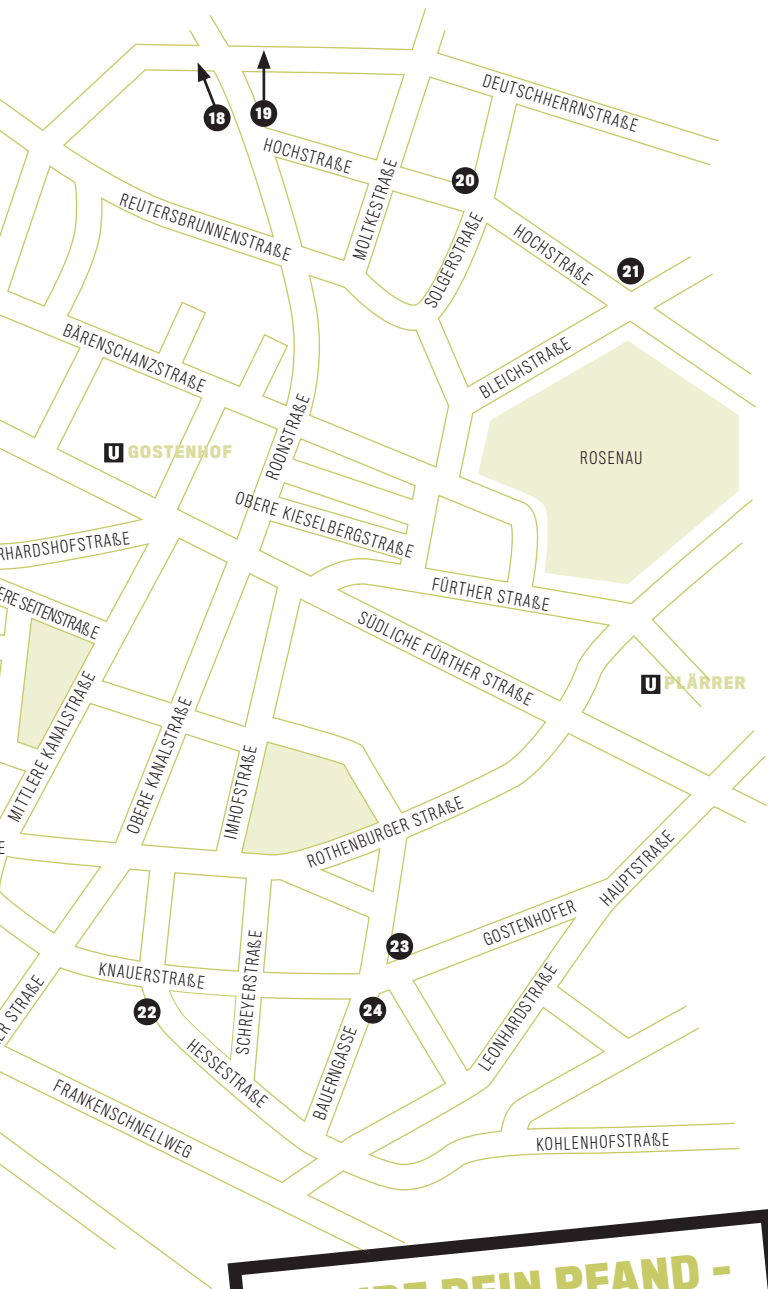 DEUTSCHHERRNSTRAßE
18
19
HOCHSTRAßE
20
MOLTKESTRAßE
REUTERSBRUNNENSTRAßE
SOLGERSTRAßE
HOCHSTRAßE
21
BÄRENSCHANZSTRAßE
BLEICHSTRAßE
U GOSTENHOF
ROONSTRAßE
ROSENAU
OBERE KIESELBERGSTRAßE
RHARDSHOFSTRAßE
FÜRTHER STRAßE
ERE SEITENSTRAßE
SÜDLICHE FÜRTHER STRAßE
U PLÄRRER
MITTLERE KANALSTRAßE
OBERE KANALSTRAßE
IMHOFSTRAßE
ROTHENBURGER STRAßE
E
HAUPTSTRAßE
GOSTENHOFER
23
KNAUERSTRAßE
SCHREYERSTRAßE
22
24
LEONHARDSTRAßE
ER STRAßE
HESSESTRAßE
BAUERNGASSE
FRANKENSCHNELLWEG
KOHLENHOFSTRAßE
DEIN PFAND -